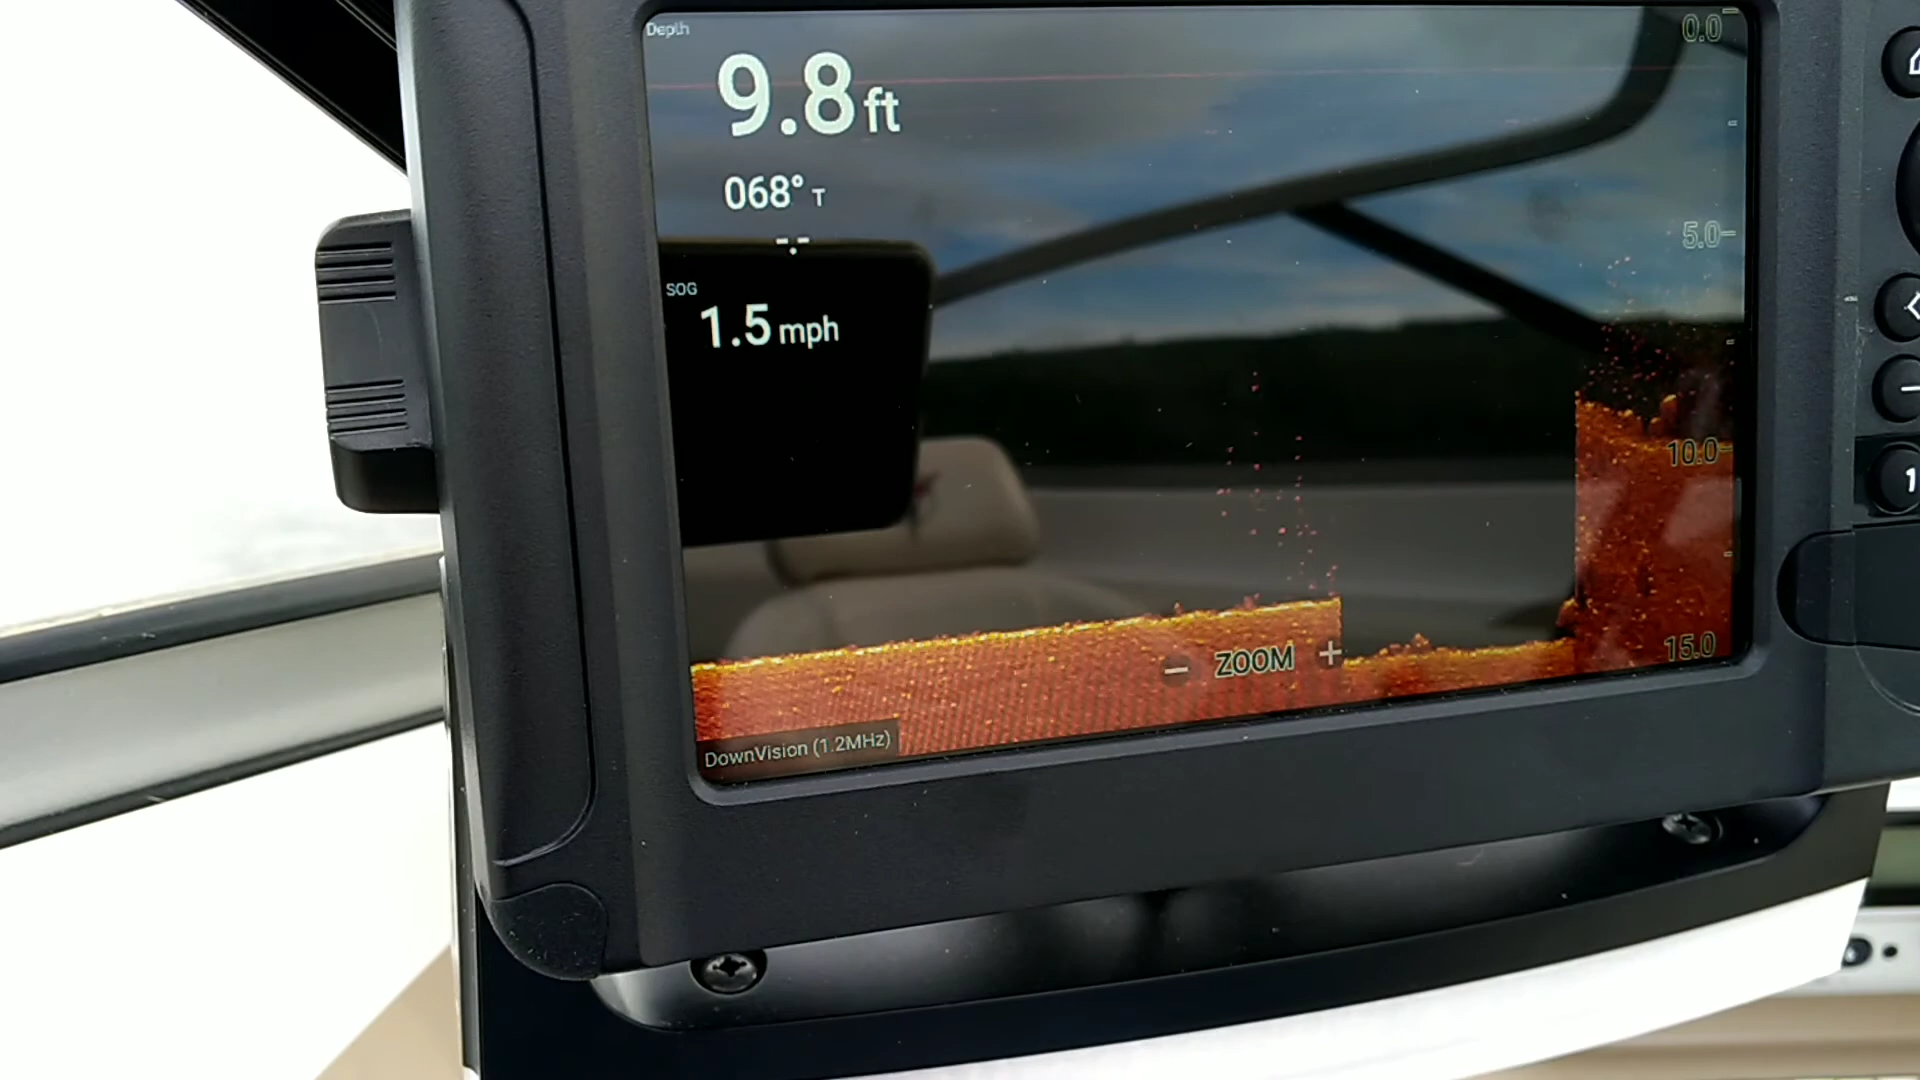 Depth
9.8 ft
068° T
-.-
SOG
1.5 mph
0.0
5.0
10.0
15.0
− ZOOM +
DownVision (1.2MHz)
1